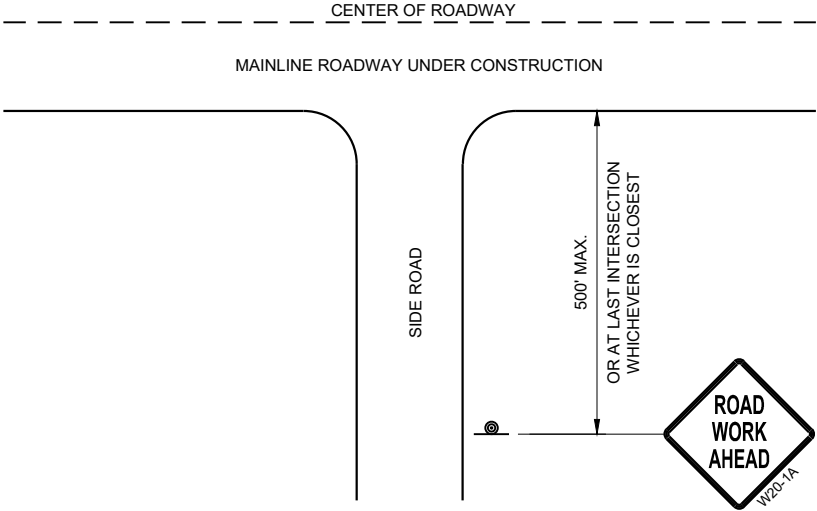 CENTER OF ROADWAY
MAINLINE ROADWAY UNDER CONSTRUCTION
SIDE ROAD
500' MAX.
OR AT LAST INTERSECTION
WHICHEVER IS CLOSEST
ROAD
WORK
AHEAD
W20-1A